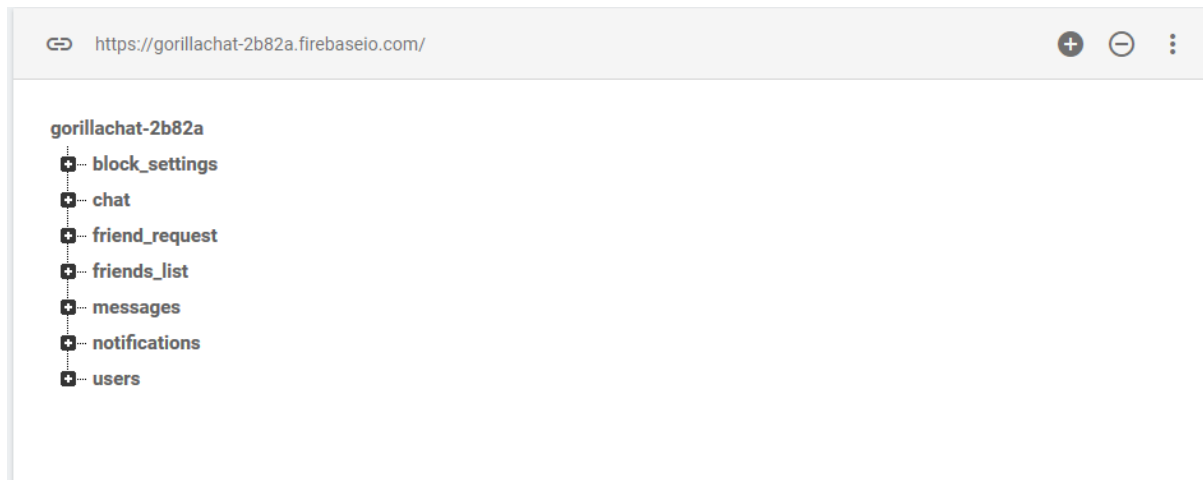 https://gorillachat-2b82a.firebaseio.com/
gorillachat-2b82a
block_settings
chat
friend_request
friends_list
messages
notifications
users